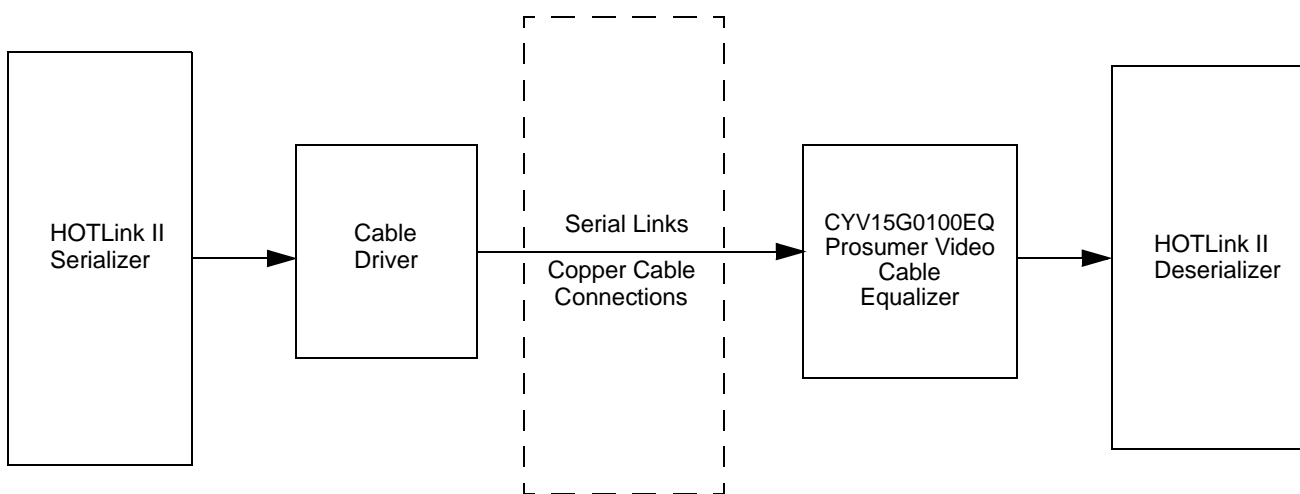 HOTLink II
Serializer
Cable
Driver
Serial Links
Copper Cable
Connections
CYV15G0100EQ
Prosumer Video
Cable
Equalizer
HOTLink II
Deserializer